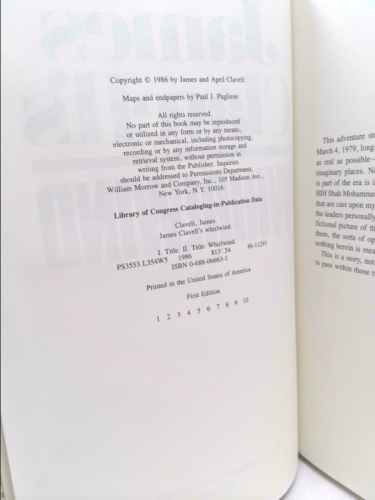 Copyright © 1986 by James and April Clavell
Maps and endpapers by Paul J. Pugliese
All rights reserved.
No part of this book may be reproduced
or utilized in any form or by any means,
electronic or mechanical, including photocopying,
recording or by any information storage and
retrieval system, without permission in
writing from the Publisher. Inquiries
should be addressed to Permissions Department,
William Morrow and Company, Inc., 105 Madison Ave.,
New York, N.Y. 10016.
Library of Congress Cataloging-in-Publication Data
Clavell, James.
James Clavell's whirlwind.
I. Title. II. Title: Whirlwind.
PS3553.L354W5 1986 813'.54 86-11293
ISBN 0-688-06663-1
Printed in the United States of America
First Edition
1 2 3 4 5 6 7 8 9 10
This adventure sto
March 4, 1979, long
as real as possible—
imaginary places. No
is part of the era is
HIH Shah Mohamme
that are cast upon my
the leaders personally
fictional picture of th
them, the sorts of op
nothing herein is mean
This is a story, not
to pass within those r